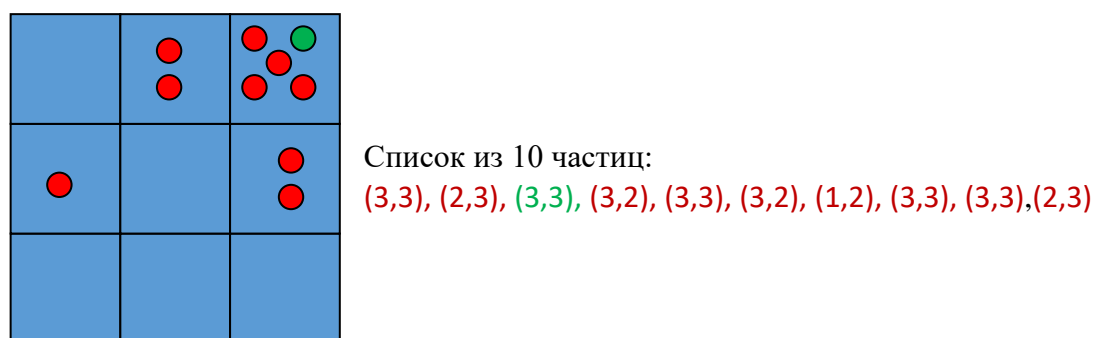 Список из 10 частиц:
(3,3), (2,3), (3,3), (3,2), (3,3), (3,2), (1,2), (3,3), (3,3),(2,3)